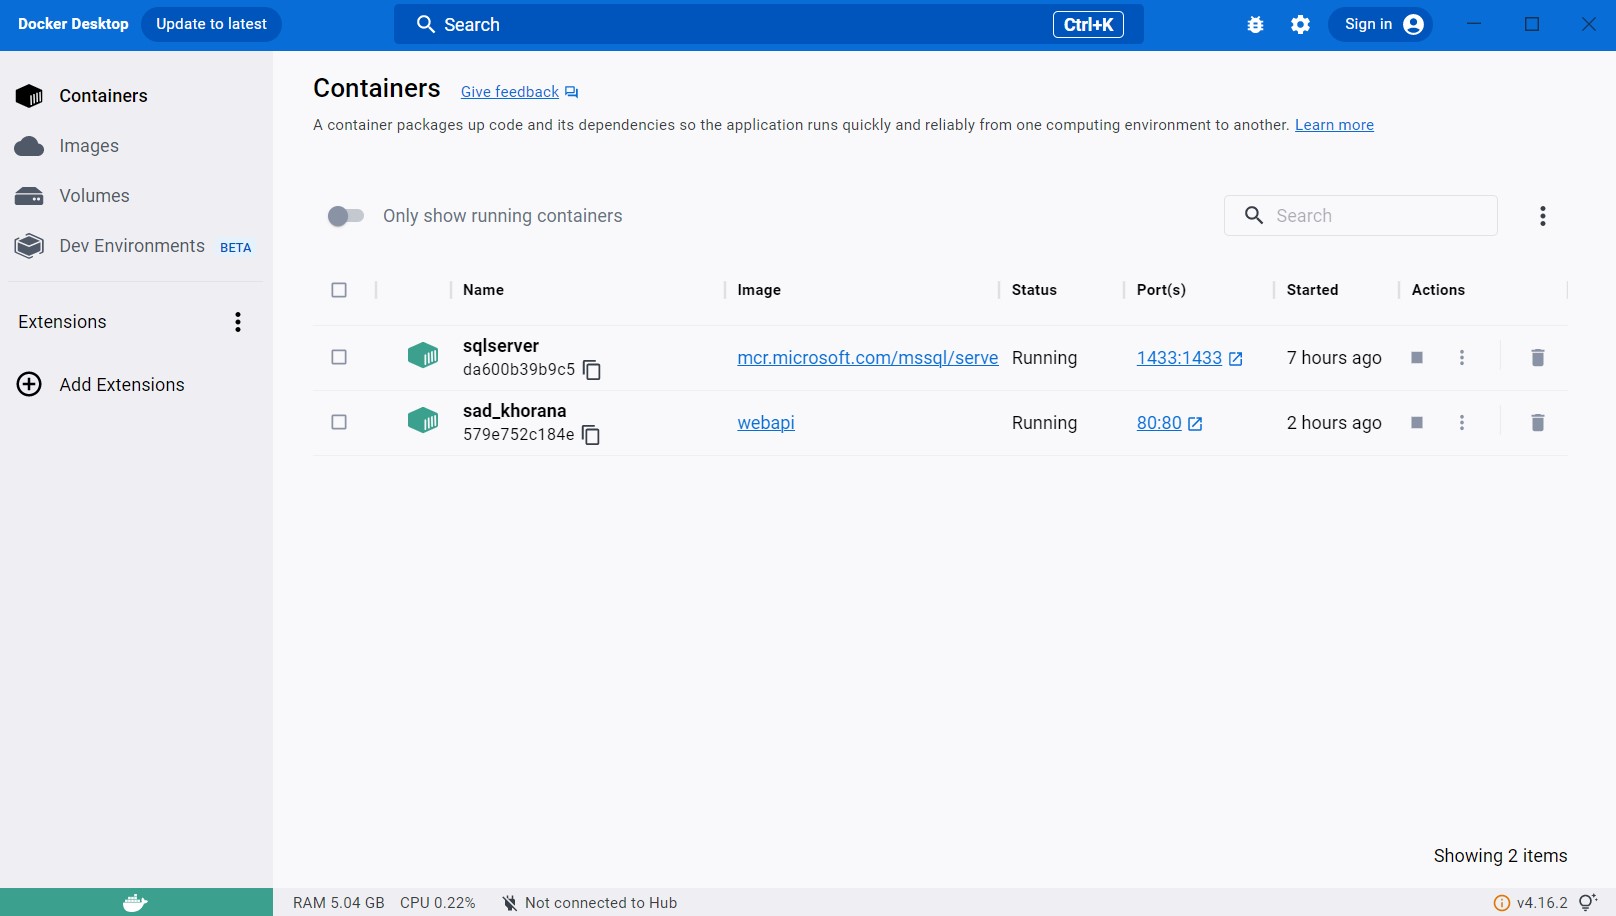 Docker Desktop Update to latest Search Ctrl+K Sign in
Containers
Images
Volumes
Dev Environments BETA
Extensions
Add Extensions
Containers Give feedback
A container packages up code and its dependencies so the application runs quickly and reliably from one computing environment to another. Learn more
Only show running containers Search
Name Image Status Port(s) Started Actions
sqlserver
da600b39b9c5 mcr.microsoft.com/mssql/serve Running 1433:1433 7 hours ago
sad_khorana
579e752c184e webapi Running 80:80 2 hours ago
Showing 2 items
RAM 5.04 GB CPU 0.22% Not connected to Hub v4.16.2